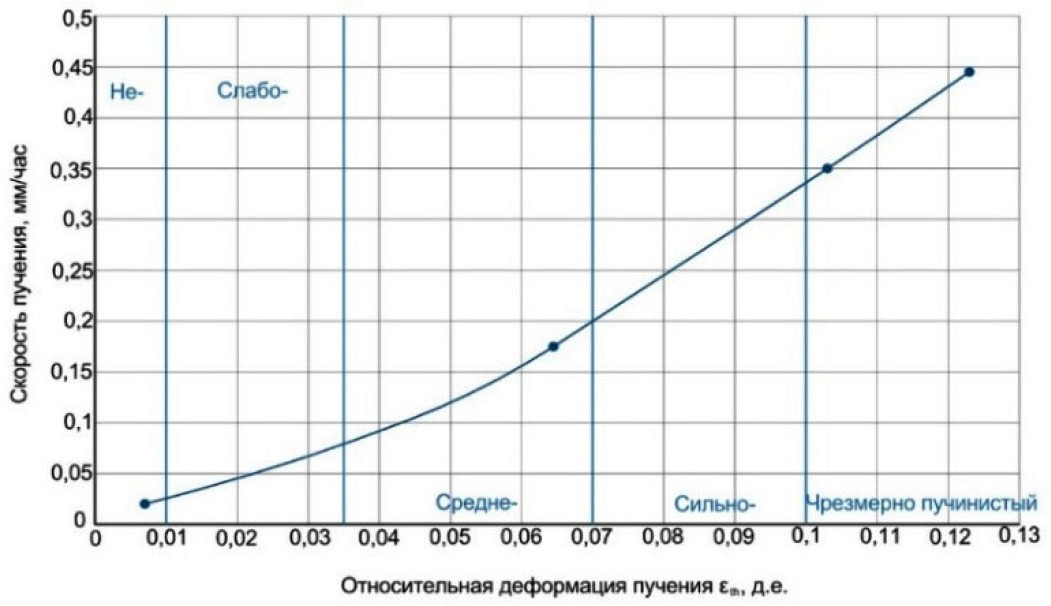 0,5
0,45
0,4
0,35
0,3
0,25
0,2
0,15
0,1
0,05
0
Скорость пучения, мм/час
Не-
Слабо-
Средне-
Сильно-
Чрезмерно пучинистый
0 0,01 0,02 0,03 0,04 0,05 0,06 0,07 0,08 0,09 0,1 0,11 0,12 0,13
Относительная деформация пучения εth, д.е.